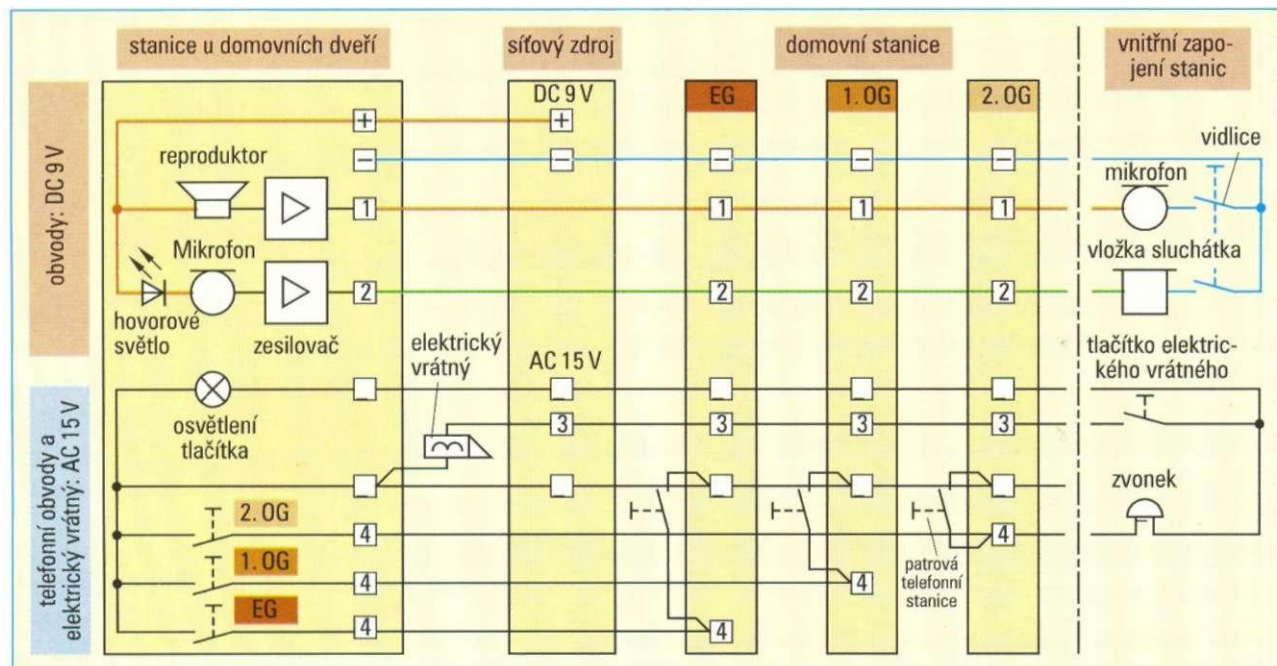 stanice u domovních dveří
síťový zdroj
domovní stanice
vnitřní zapo-
jení stanic
DC 9 V
EG
1. OG
2. OG
obvody: DC 9 V
+
+
reproduktor
–
–
–
–
–
vidlice
mikrofon
1
1
1
1
Mikrofon
vložka sluchátka
2
2
2
2
hovorové
světlo
zesilovač
elektrický
vrátný
AC 15 V
tlačítko elektric-
kého vrátného
telefonní obvody a
elektrický vrátný: AC 15 V
osvětlení
tlačítka
3
3
3
3
zvonek
2. OG
4
4
1. OG
4
4
patrová
telefonní
stanice
EG
4
4